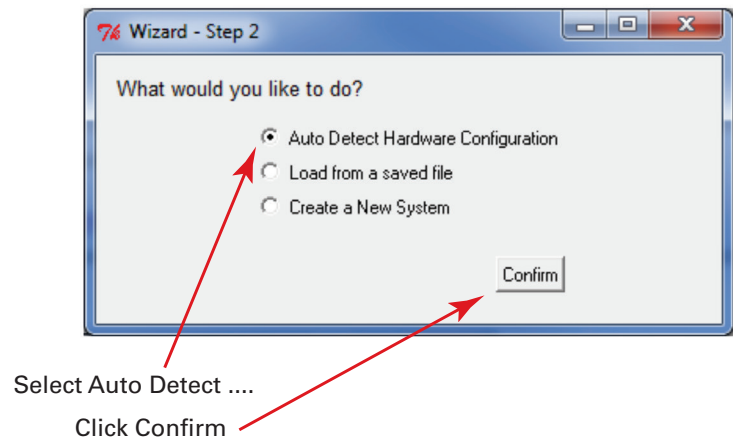 Wizard - Step 2
What would you like to do?
Auto Detect Hardware Configuration
Load from a saved file
Create a New System
Confirm
Select Auto Detect ....
Click Confirm